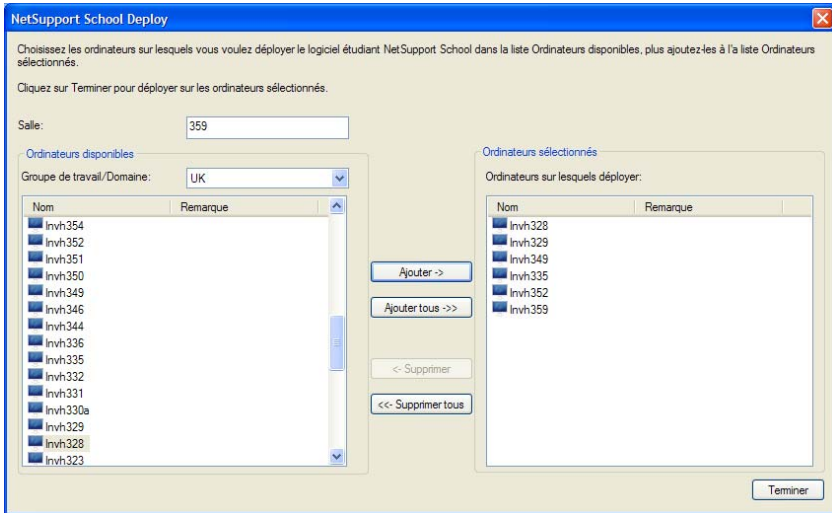 NetSupport School Deploy
Choisissez les ordinateurs sur lesquels vous voulez déployer le logiciel étudiant NetSupport School dans la liste Ordinateurs disponibles, plus ajoutez-les à l'a liste Ordinateurs
sélectionnés.
Cliquez sur Terminer pour déployer sur les ordinateurs sélectionnés.
Salle: 359
Ordinateurs disponibles
Groupe de travail/Domaine: UK
Nom Remarque
lnvh354
lnvh352
lnvh351
lnvh350
lnvh349
lnvh346
lnvh344
lnvh336
lnvh335
lnvh332
lnvh331
lnvh330a
lnvh329
lnvh328
lnvh323
Ajouter ->
Ajouter tous ->>
<- Supprimer
<<- Supprimer tous
Ordinateurs sélectionnés
Ordinateurs sur lesquels déployer:
Nom Remarque
lnvh328
lnvh329
lnvh349
lnvh335
lnvh352
lnvh359
Terminer